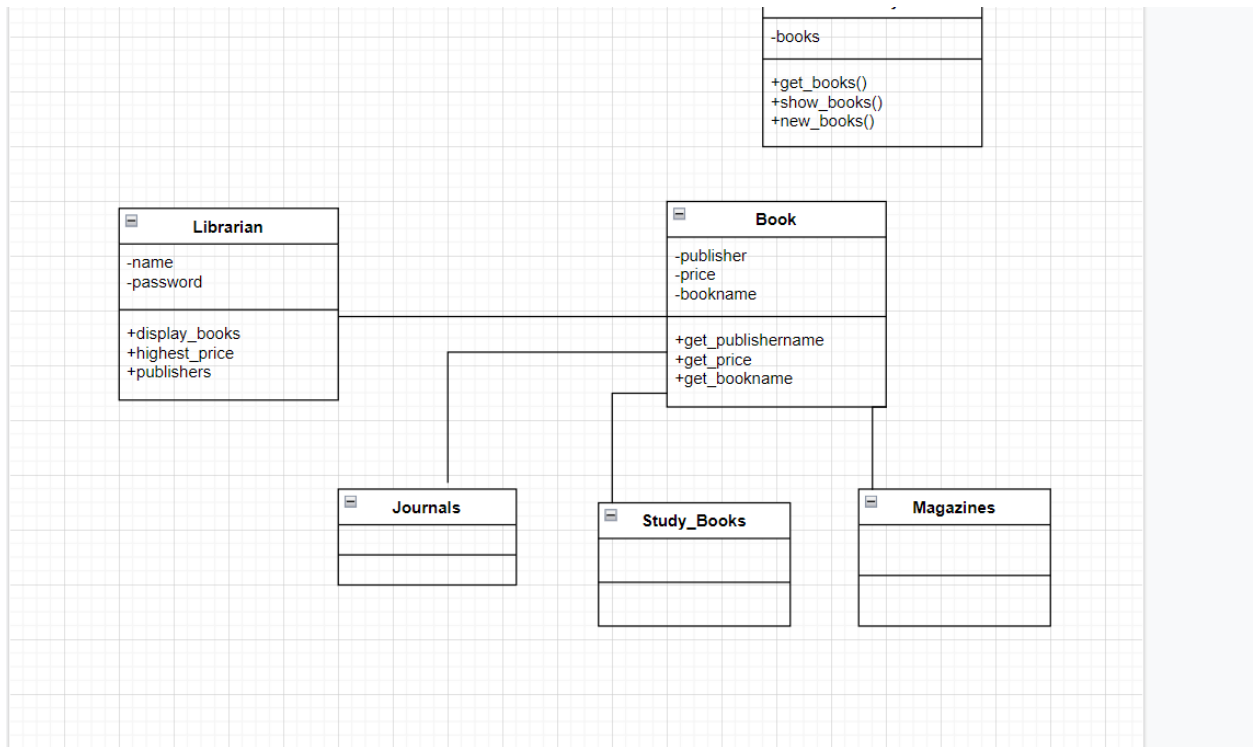 -books
+get_books()
+show_books()
+new_books()
Librarian
-name
-password
+display_books
+highest_price
+publishers
Book
-publisher
-price
-bookname
+get_publishername
+get_price
+get_bookname
Journals
Study_Books
Magazines